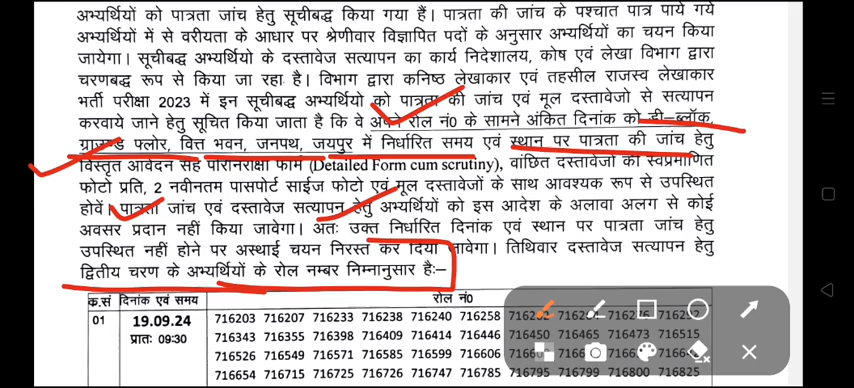 अभ्यर्थियों को पात्रता जांच हेतु सूचीबद्ध किया गया हैं। पात्रता की जांच के पश्चात पात्र पाये गये
अभ्यर्थियों में से वरीयता के आधार पर श्रेणीवार विज्ञापित पदों के अनुसार अभ्यर्थियों का चयन किया
जायेगा। सूचीबद्ध अभ्यर्थियो के दस्तावेज सत्यापन का कार्य निदेशालय, कोष एवं लेखा विभाग द्वारा
चरणबद्ध रूप से किया जा रहा है। विभाग द्वारा कनिष्ठ लेखाकार एवं तहसील राजस्व लेखाकार
भर्ती परीक्षा 2023 में इन सूचीबद्ध अभ्यर्थियो को पात्रता की जांच एवं मूल दस्तावेजो से सत्यापन
करवाये जाने हेतु सूचित किया जाता है कि वे अपने रोल नं0 के सामने अंकित दिनांक को डी–ब्लॉक,
ग्राउण्ड फ्लोर, वित्त भवन, जनपथ, जयपुर में निर्धारित समय एवं स्थान पर पात्रता की जांच हेतु
विस्तृत आवेदन सह फार्म (Detailed Form cum scrutiny), वांछित दस्तावेजों की स्वप्रमाणित
फोटो प्रति, 2 नवीनतम पासपोर्ट साईज फोटो एवं मूल दस्तावेजों के साथ आवश्यक रूप से उपस्थित
होवें। पात्रता जांच एवं दस्तावेज सत्यापन हेतु अभ्यर्थियों को इस आदेश के अलावा अलग से कोई
अवसर प्रदान नहीं किया जावेगा। अतः उक्त निर्धारित दिनांक एवं स्थान पर पात्रता जांच हेतु
उपस्थित नहीं होने पर अस्थाई चयन निरस्त कर दिया जावेगा। तिथिवार दस्तावेज सत्यापन हेतु
द्वितीय चरण के अभ्यर्थियों के रोल नम्बर निम्नानुसार हैः–
क.सं दिनांक एवं समय रोल नं0
01 19.09.24 716203 716207 716233 716238 716240 716258
प्रातः 09:30 716343 716355 716398 716409 716414 716446 716450 716465 716473 716515
716526 716549 716571 716585 716599 716606
716654 716715 716725 716726 716747 716785 716795 716799 716800 716825